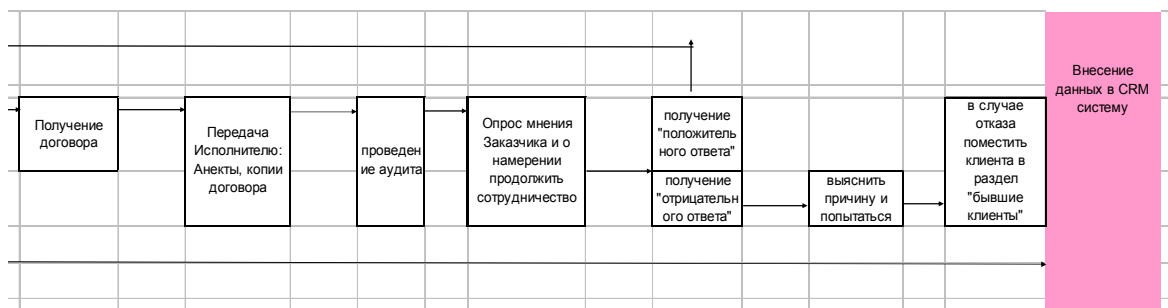 Получение
договора
Передача
Исполнителю:
Анекты, копии
договора
проведен
ие аудита
Опрос мнения
Заказчика и о
намерении
продолжить
сотрудничество
получение
"положитель
ного ответа"
получение
"отрицательн
ого ответа"
выяснить
причину и
попытаться
в случае
отказа
поместить
клиента в
раздел
"бывшие
клиенты"
Внесение
данных в CRM
систему